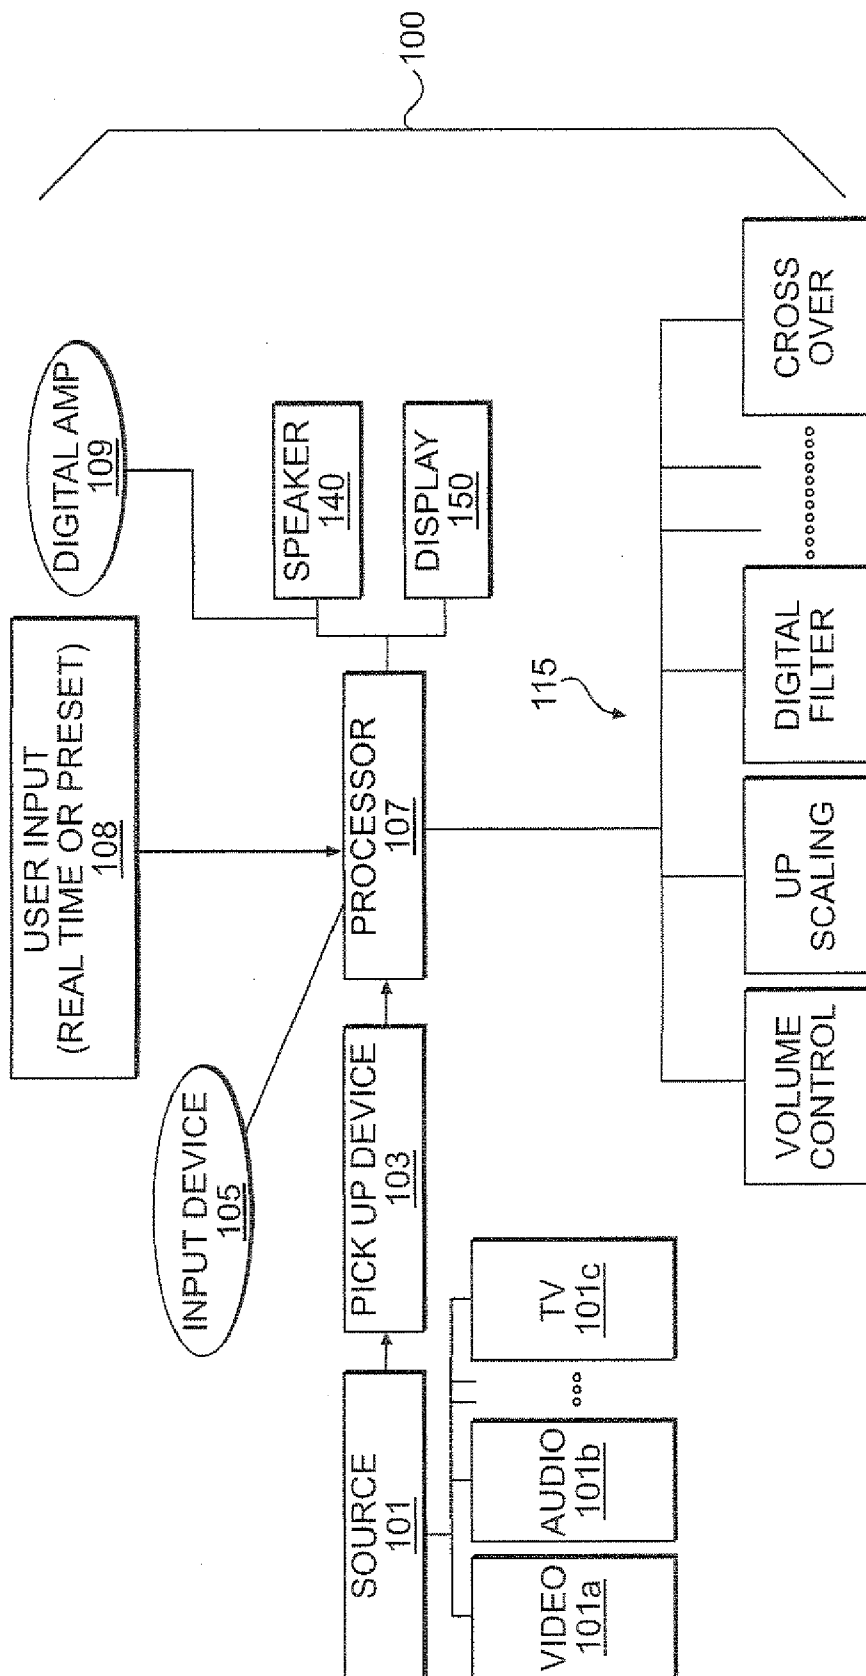 100
DIGITAL AMP
109
USER INPUT
(REAL TIME OR PRESET)
108
INPUT DEVICE
105
SPEAKER
140
DISPLAY
150
SOURCE
101
PICK UP DEVICE
103
PROCESSOR
107
115
VIDEO
101a
AUDIO
101b
TV
101c
VOLUME
CONTROL
UP
SCALING
DIGITAL
FILTER
CROSS
OVER